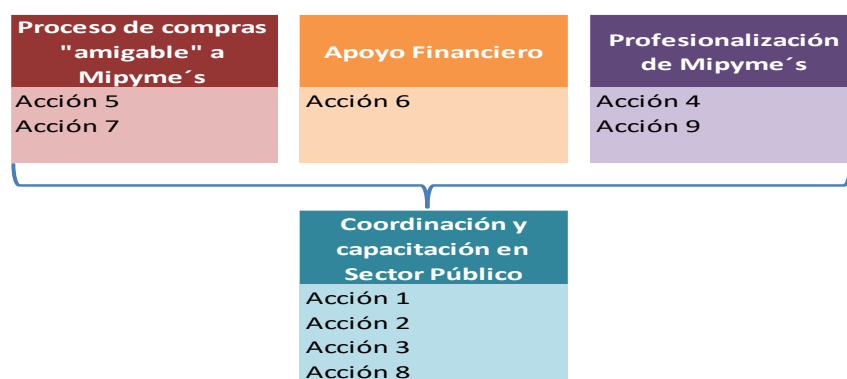 Proceso de compras
"amigable" a
Mipyme´s
Acción 5
Acción 7
Apoyo Financiero
Acción 6
Profesionalización
de Mipyme´s
Acción 4
Acción 9
Coordinación y
capacitación en
Sector Público
Acción 1
Acción 2
Acción 3
Acción 8